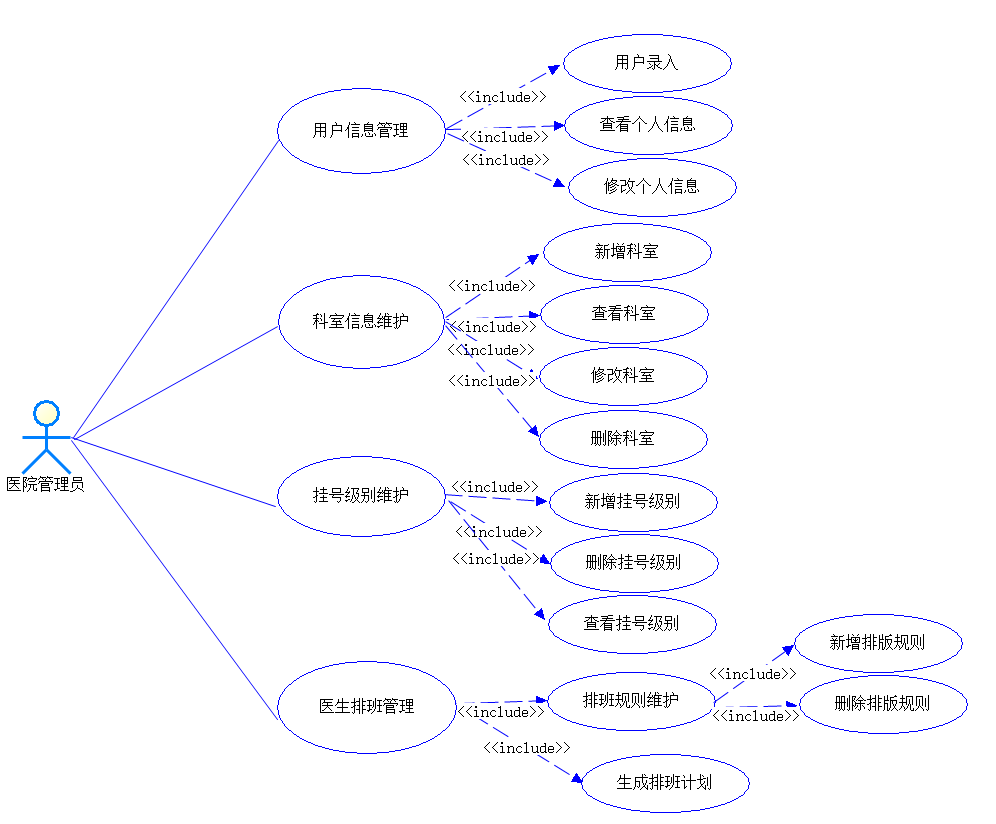 用户录入
<<include>>
用户信息管理
查看个人信息
<<include>>
<<include>>
修改个人信息
新增科室
<<include>>
科室信息维护
查看科室
<<include>>
<<include>>
修改科室
<<include>>
删除科室
医院管理员
挂号级别维护
<<include>>
新增挂号级别
<<include>>
删除挂号级别
<<include>>
查看挂号级别
医生排班管理
<<include>>
排班规则维护
<<include>>
新增排版规则
<<include>>
删除排版规则
<<include>>
生成排班计划